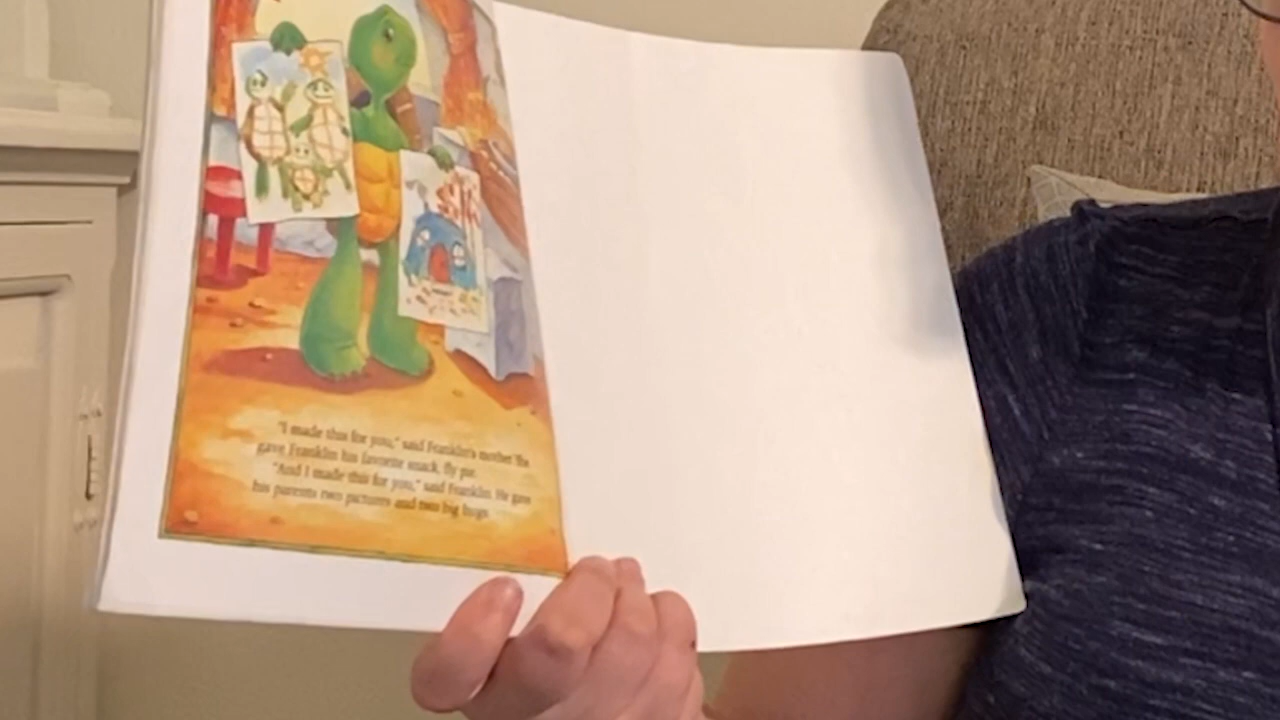 "I made this for you," said Franklin's mother. She
gave Franklin his favorite snack, fly pie.
"And I made this for you," said Franklin. He gave
his parents two pictures and two big hugs.